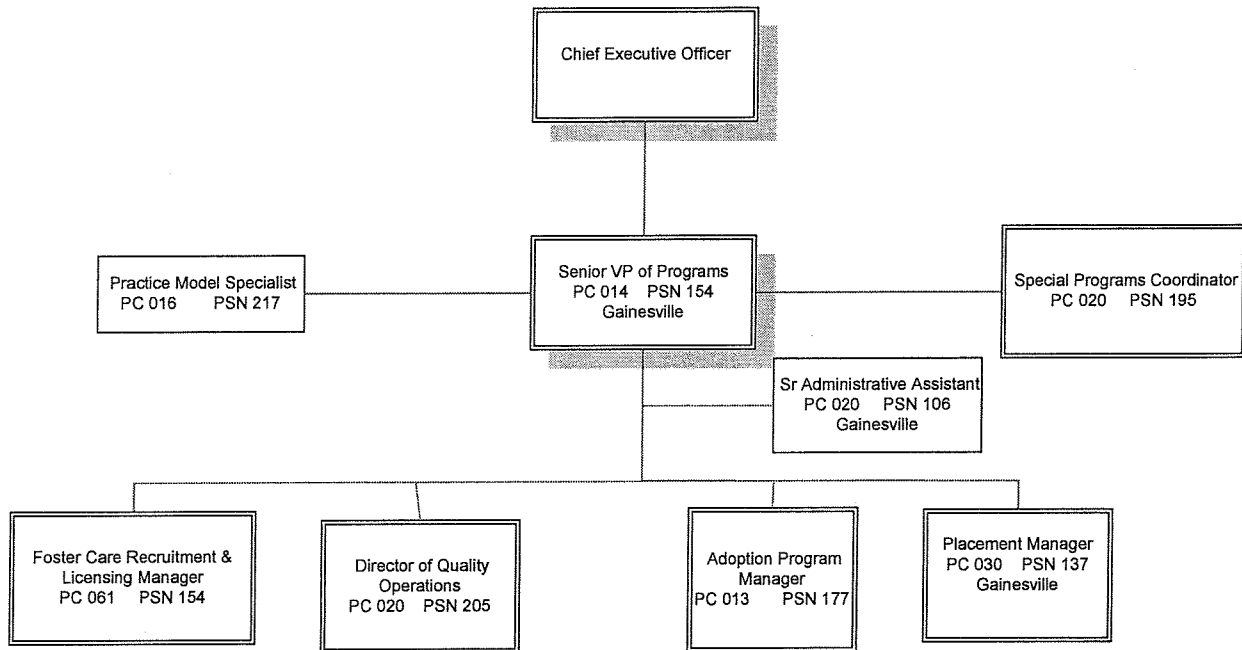 Chief Executive Officer
Senior VP of Programs
PC 014 PSN 154
Gainesville
Practice Model Specialist
PC 016 PSN 217
Special Programs Coordinator
PC 020 PSN 195
Sr Administrative Assistant
PC 020 PSN 106
Gainesville
Foster Care Recruitment &
Licensing Manager
PC 061 PSN 154
Director of Quality
Operations
PC 020 PSN 205
Adoption Program
Manager
PC 013 PSN 177
Placement Manager
PC 030 PSN 137
Gainesville